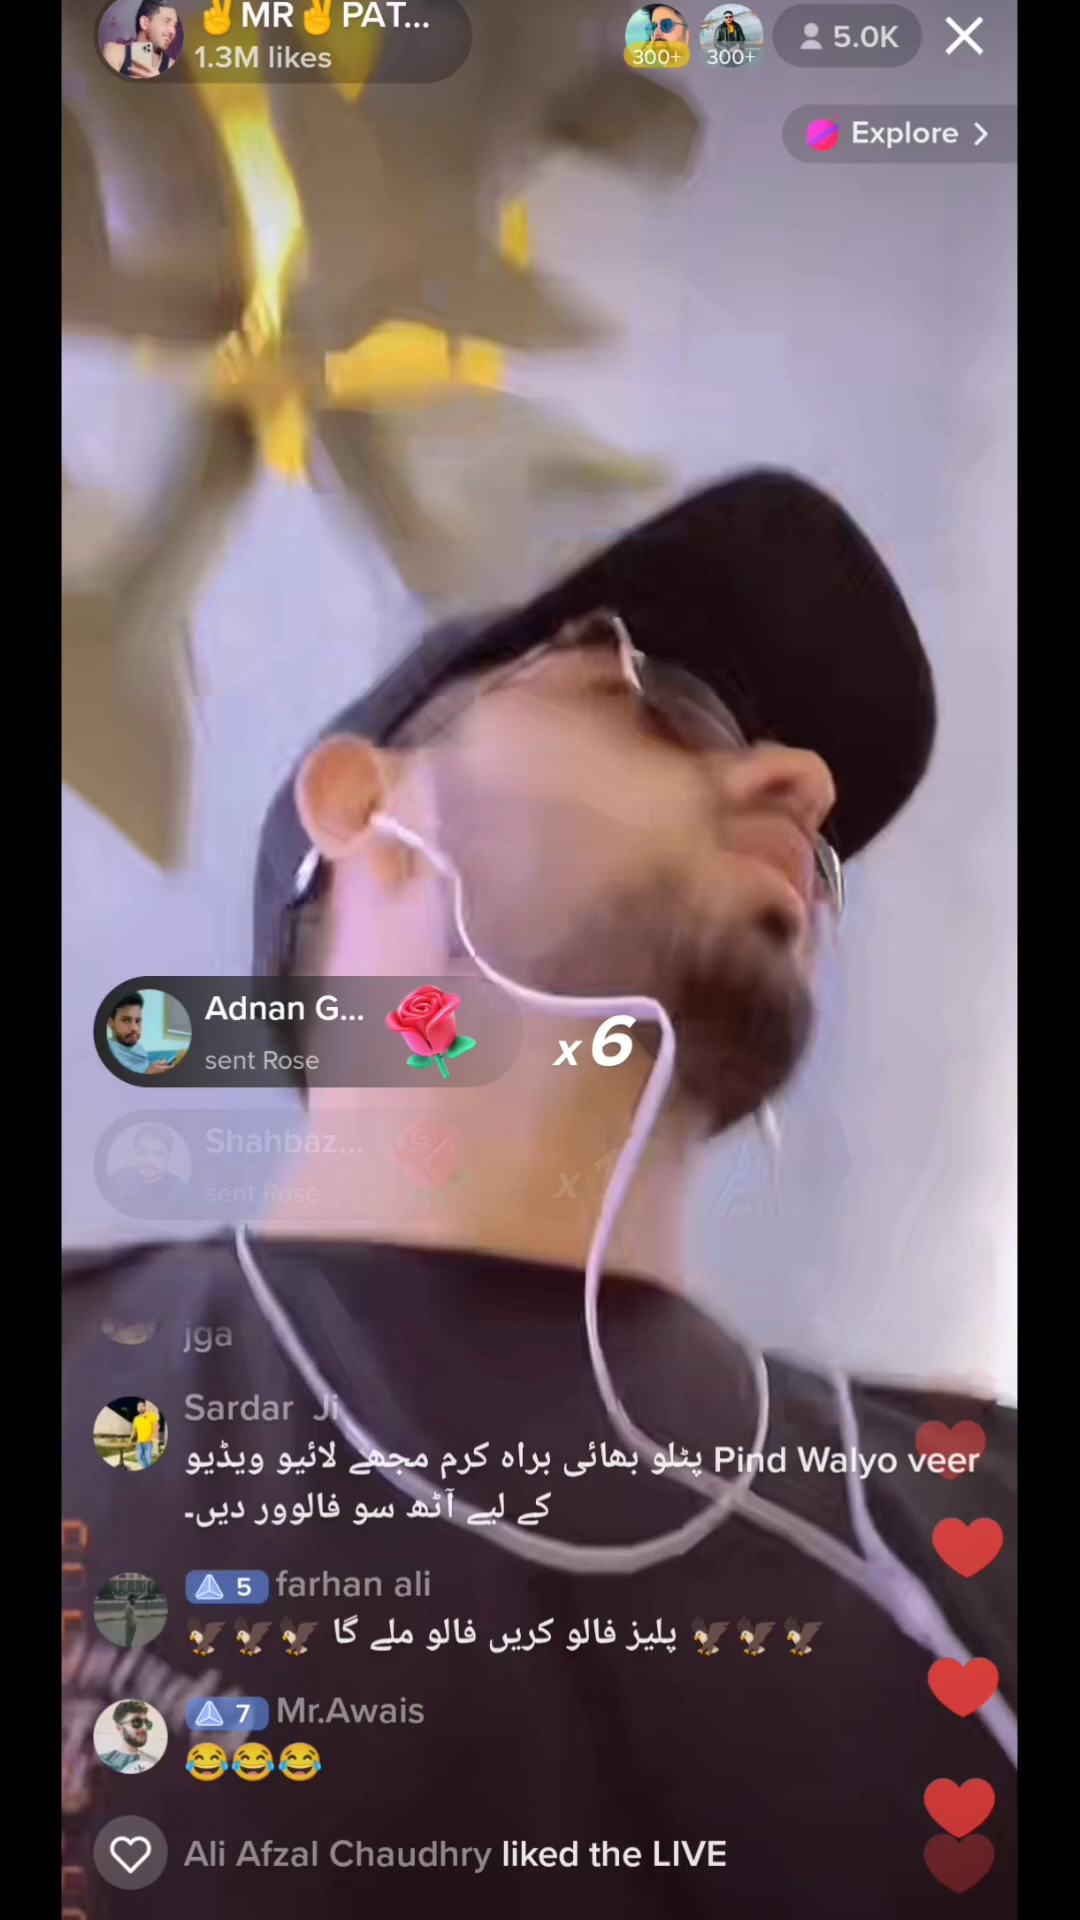 ✌️MR✌️PAT...
1.3M likes
300+
300+
5.0K
Explore >
Adnan G...
sent Rose
x6
Shahbaz...
sent Rose
x
jga
Sardar Ji
پٹلو بھائی براہ کرم مجھے لائیو ویڈیو Pind Walyo veer
کے لیے آٹھ سو فالوور دیں۔
5 farhan ali
🦅🦅🦅 پلیز فالو کریں فالو ملے گا 🦅🦅🦅
7 Mr.Awais
😂😂😂
Ali Afzal Chaudhry liked the LIVE